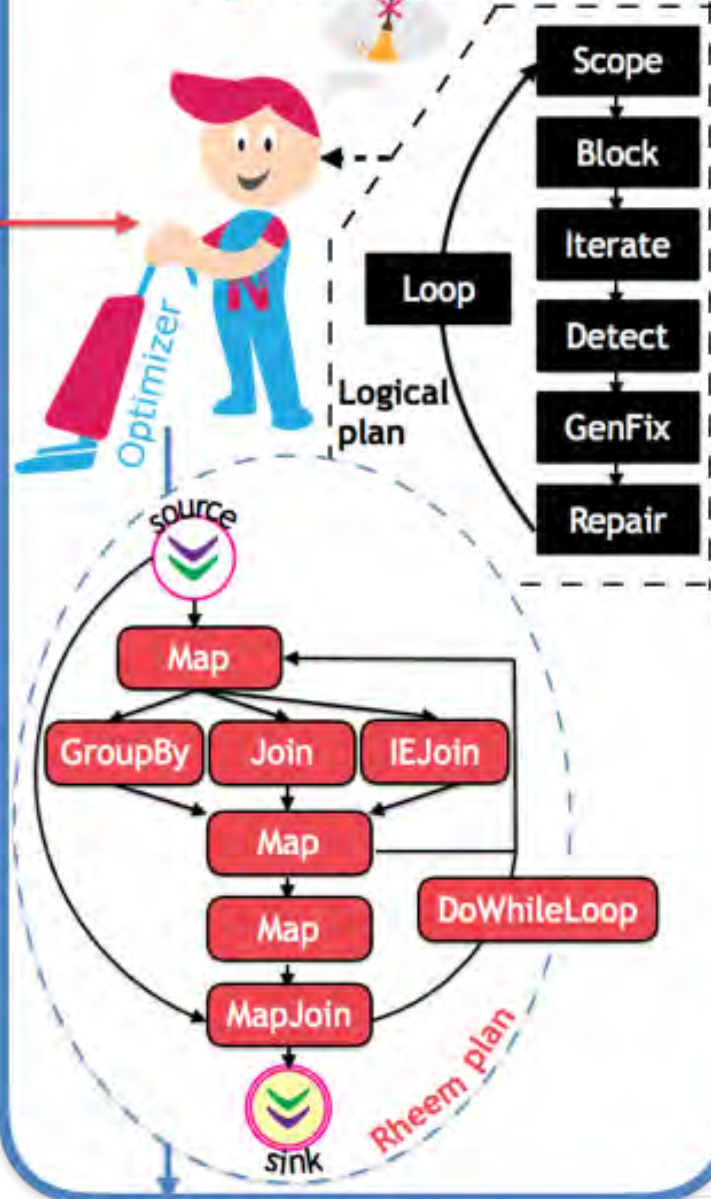 Scope
Block
Iterate
Loop
Detect
Logical
plan
GenFix
Repair
Optimizer
source
Map
GroupBy
Join
IEJoin
Map
DoWhileLoop
Map
MapJoin
Rheem plan
sink